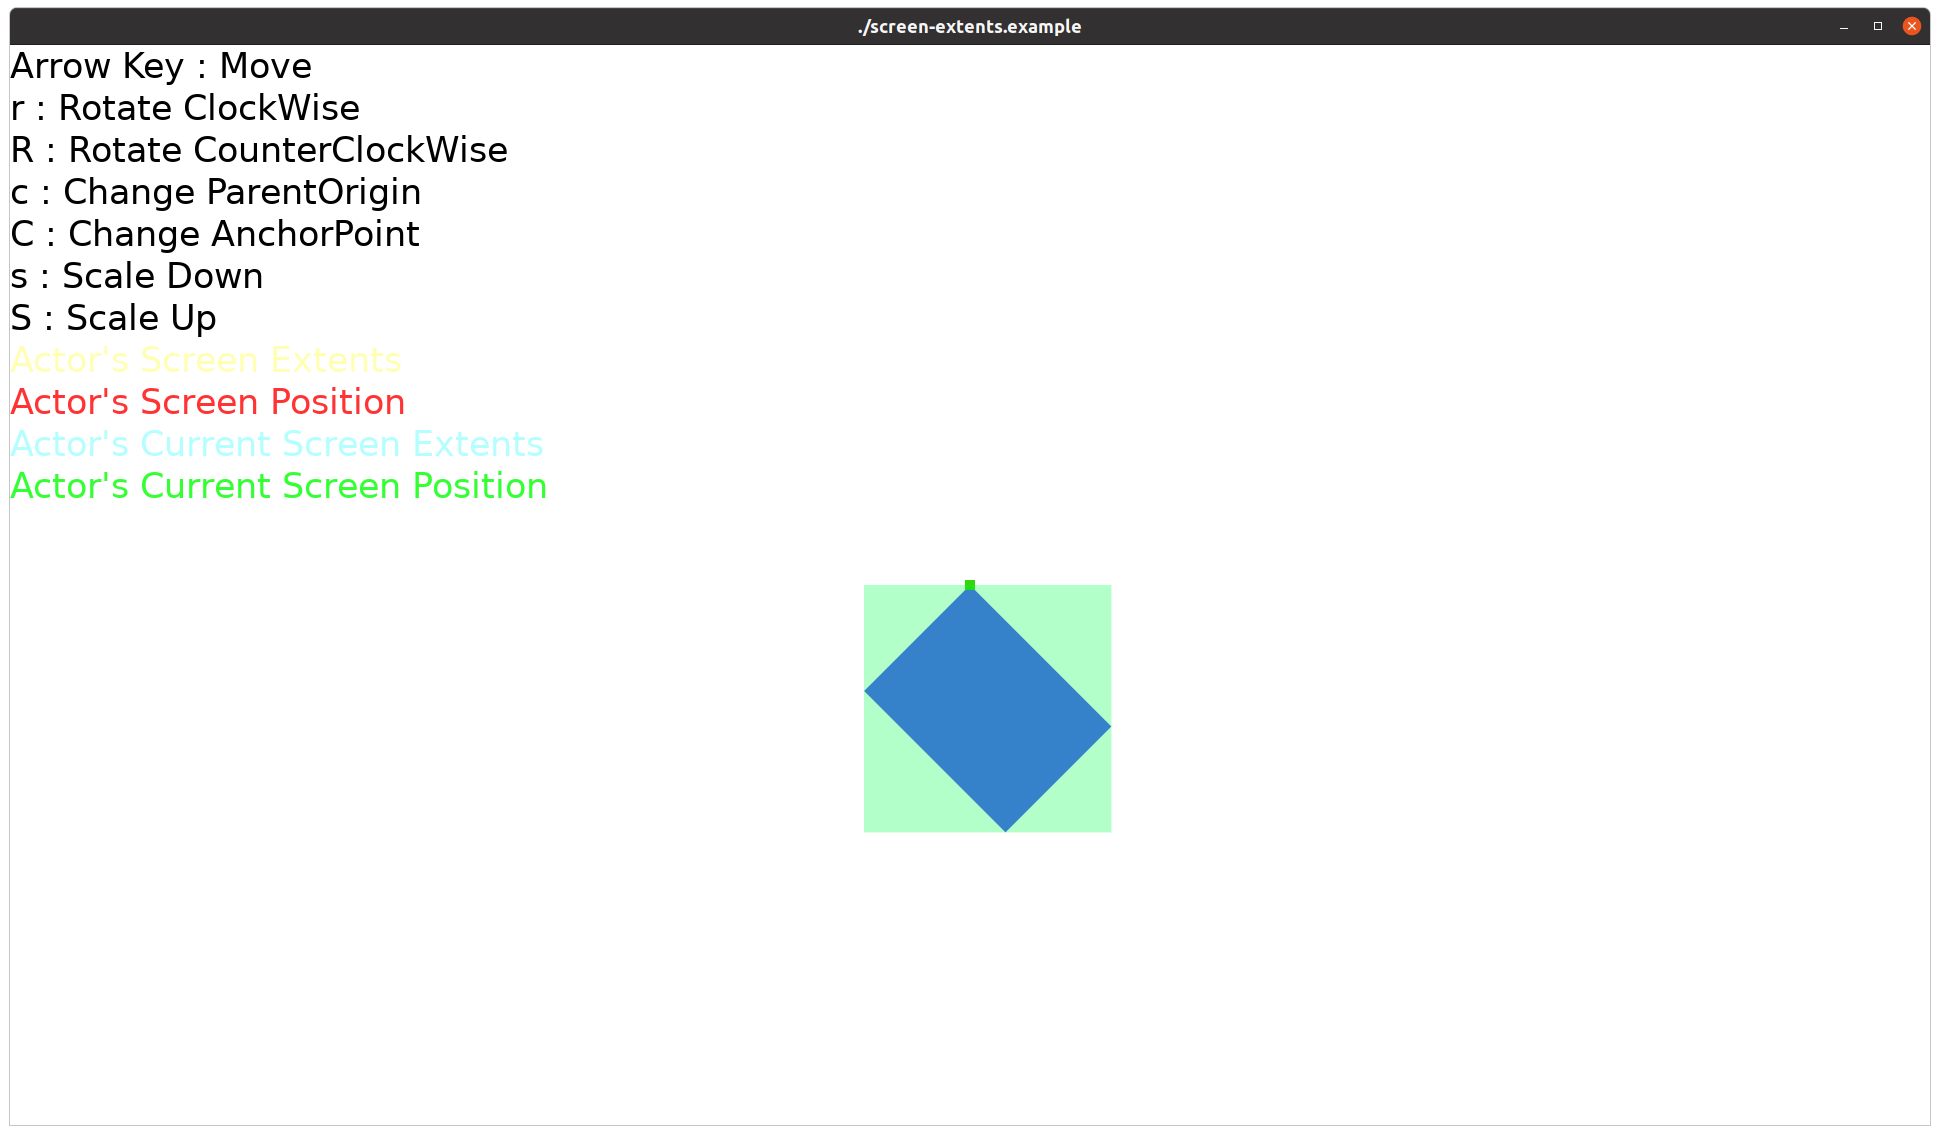 ./screen-extents.example
Arrow Key : Move
r : Rotate ClockWise
R : Rotate CounterClockWise
c : Change ParentOrigin
C : Change AnchorPoint
s : Scale Down
S : Scale Up
Actor's Screen Extents
Actor's Screen Position
Actor's Current Screen Extents
Actor's Current Screen Position